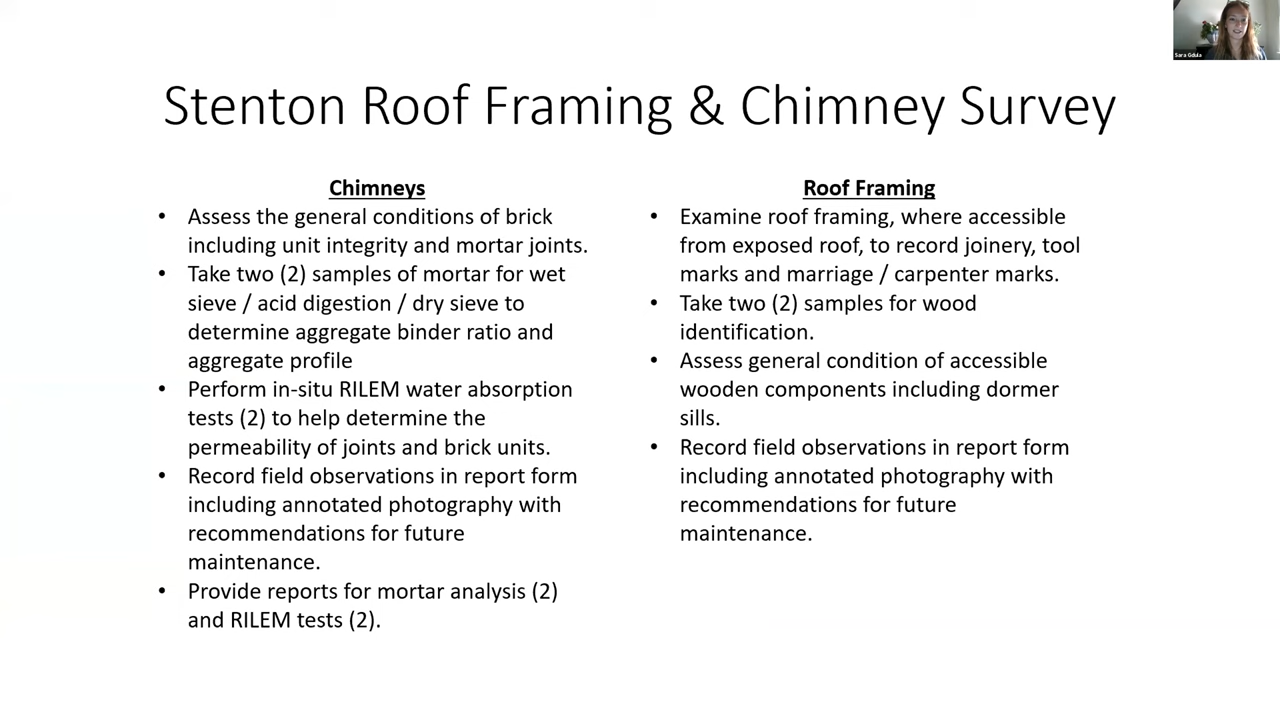 Sara Gdula
Stenton Roof Framing & Chimney Survey
Chimneys
• Assess the general conditions of brick
including unit integrity and mortar joints.
• Take two (2) samples of mortar for wet
sieve / acid digestion / dry sieve to
determine aggregate binder ratio and
aggregate profile
• Perform in-situ RILEM water absorption
tests (2) to help determine the
permeability of joints and brick units.
• Record field observations in report form
including annotated photography with
recommendations for future
maintenance.
• Provide reports for mortar analysis (2)
and RILEM tests (2).
Roof Framing
• Examine roof framing, where accessible
from exposed roof, to record joinery, tool
marks and marriage / carpenter marks.
• Take two (2) samples for wood
identification.
• Assess general condition of accessible
wooden components including dormer
sills.
• Record field observations in report form
including annotated photography with
recommendations for future
maintenance.